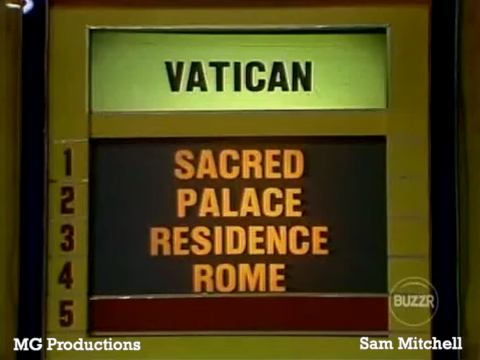 VATICAN
1 SACRED
2 PALACE
3 RESIDENCE
4 ROME
5
BUZZR
MG Productions
Sam Mitchell